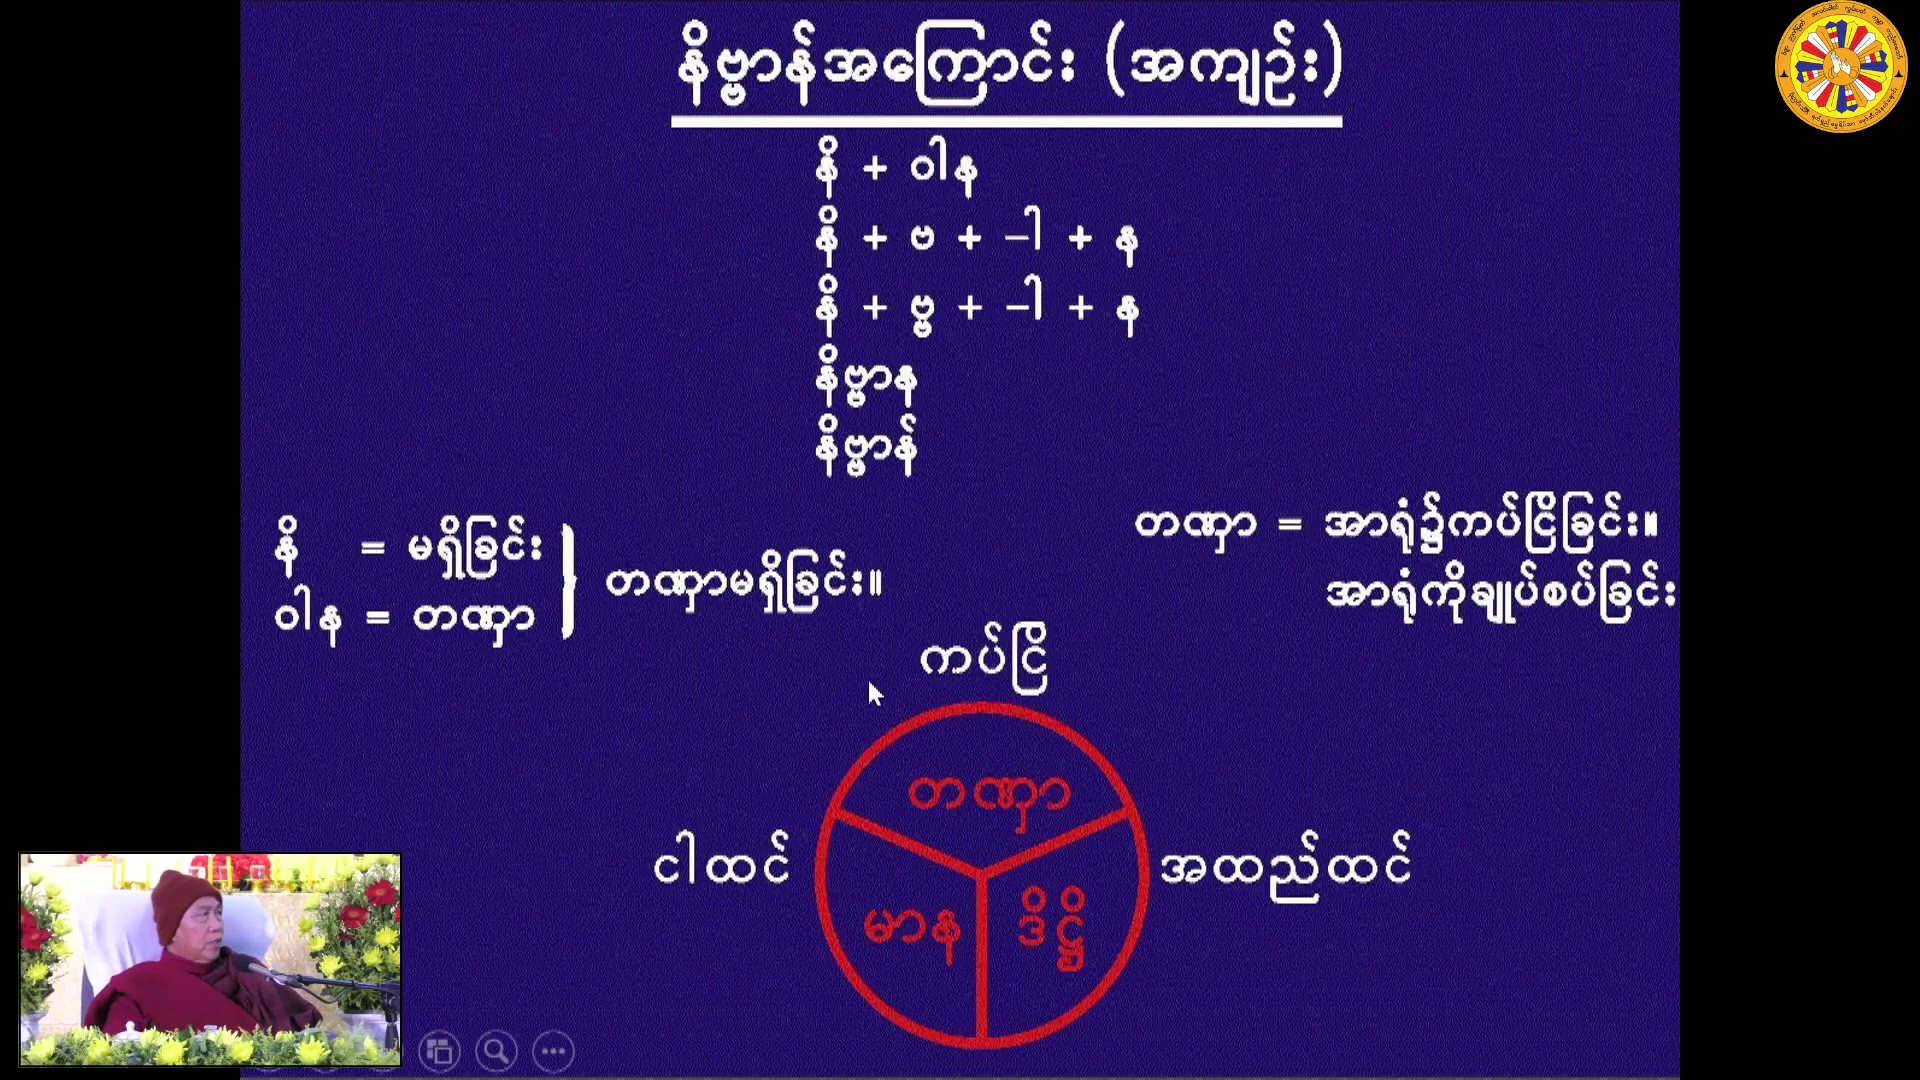 နိဗ္ဗာန်အကြောင်း (အကျဉ်း)
နိ + ဝါန
နိ + ဗ + –ါ + န
နိ + ဗ္ဗ + –ါ + န
နိဗ္ဗာန
နိဗ္ဗာန်
နိ = မရှိခြင်း
ဝါန = တဏှာ
တဏှာမရှိခြင်း။
တဏှာ = အာရုံ၌ကပ်ငြိခြင်း။
အာရုံကိုချုပ်စပ်ခြင်း
ကပ်ငြိ
တဏှာ
ငါထင်
အထည်ထင်
မာန
ဒိဋ္ဌိ